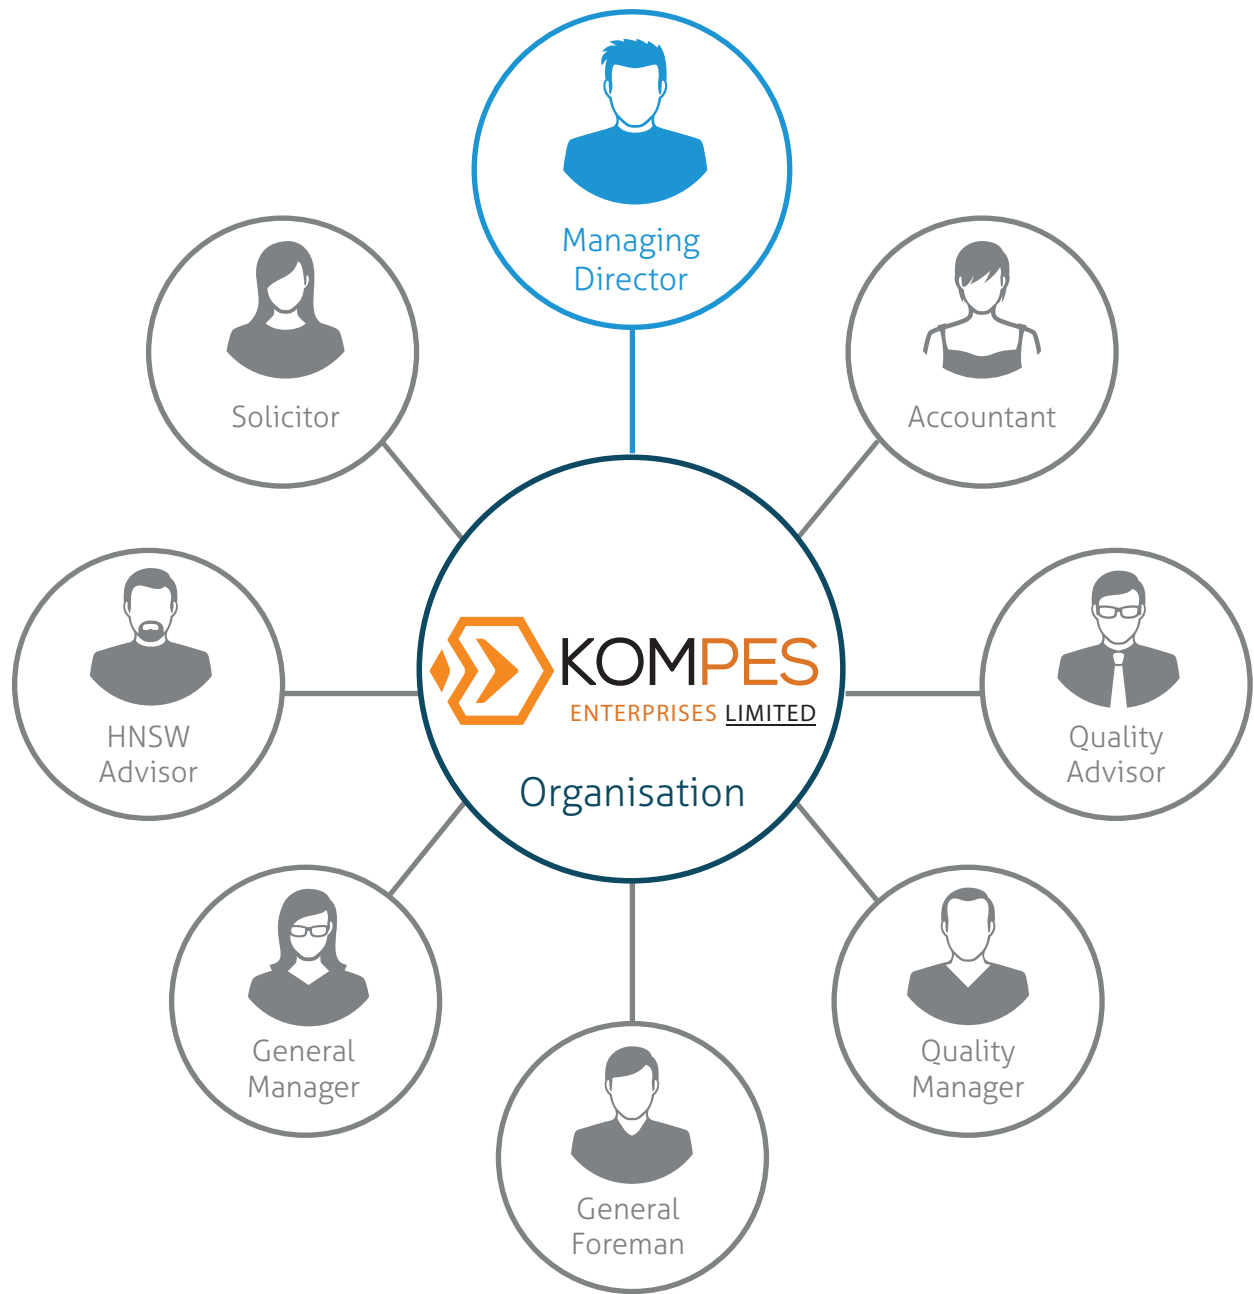 Managing
Director
Solicitor
Accountant
KOMPES
ENTERPRISES LIMITED
Organisation
HNSW
Advisor
Quality
Advisor
General
Manager
Quality
Manager
General
Foreman